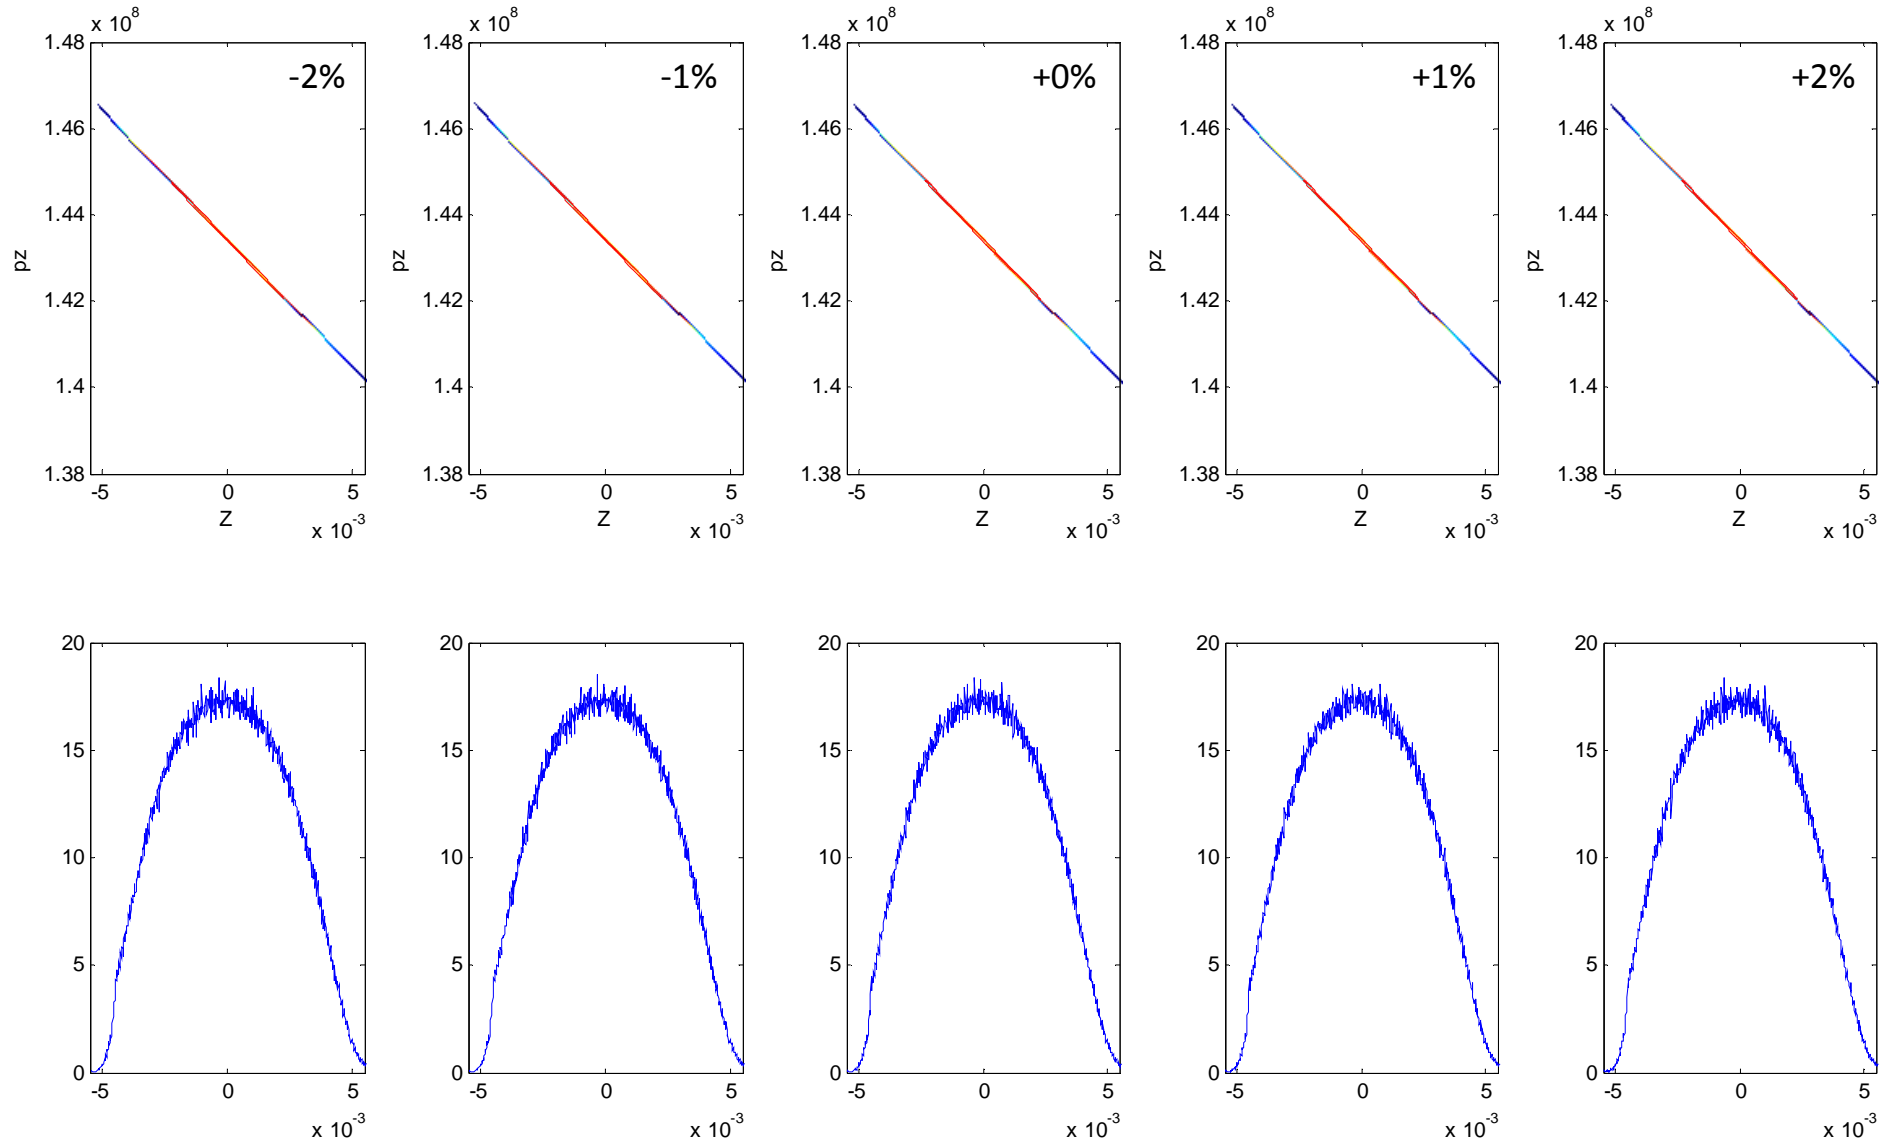 x 10^8 x 10^8 x 10^8 x 10^8 x 10^8
1.48 1.48 1.48 1.48 1.48
-2% -1% +0% +1% +2%
1.46 1.46 1.46 1.46 1.46
1.44 1.44 1.44 1.44 1.44
pz pz pz pz pz
1.42 1.42 1.42 1.42 1.42
1.4 1.4 1.4 1.4 1.4
1.38 1.38 1.38 1.38 1.38
-5 0 5 -5 0 5 -5 0 5 -5 0 5 -5 0 5
Z Z Z Z Z
x 10^-3 x 10^-3 x 10^-3 x 10^-3 x 10^-3
20 20 20 20 20
15 15 15 15 15
10 10 10 10 10
5 5 5 5 5
0 0 0 0 0
-5 0 5 -5 0 5 -5 0 5 -5 0 5 -5 0 5
x 10^-3 x 10^-3 x 10^-3 x 10^-3 x 10^-3